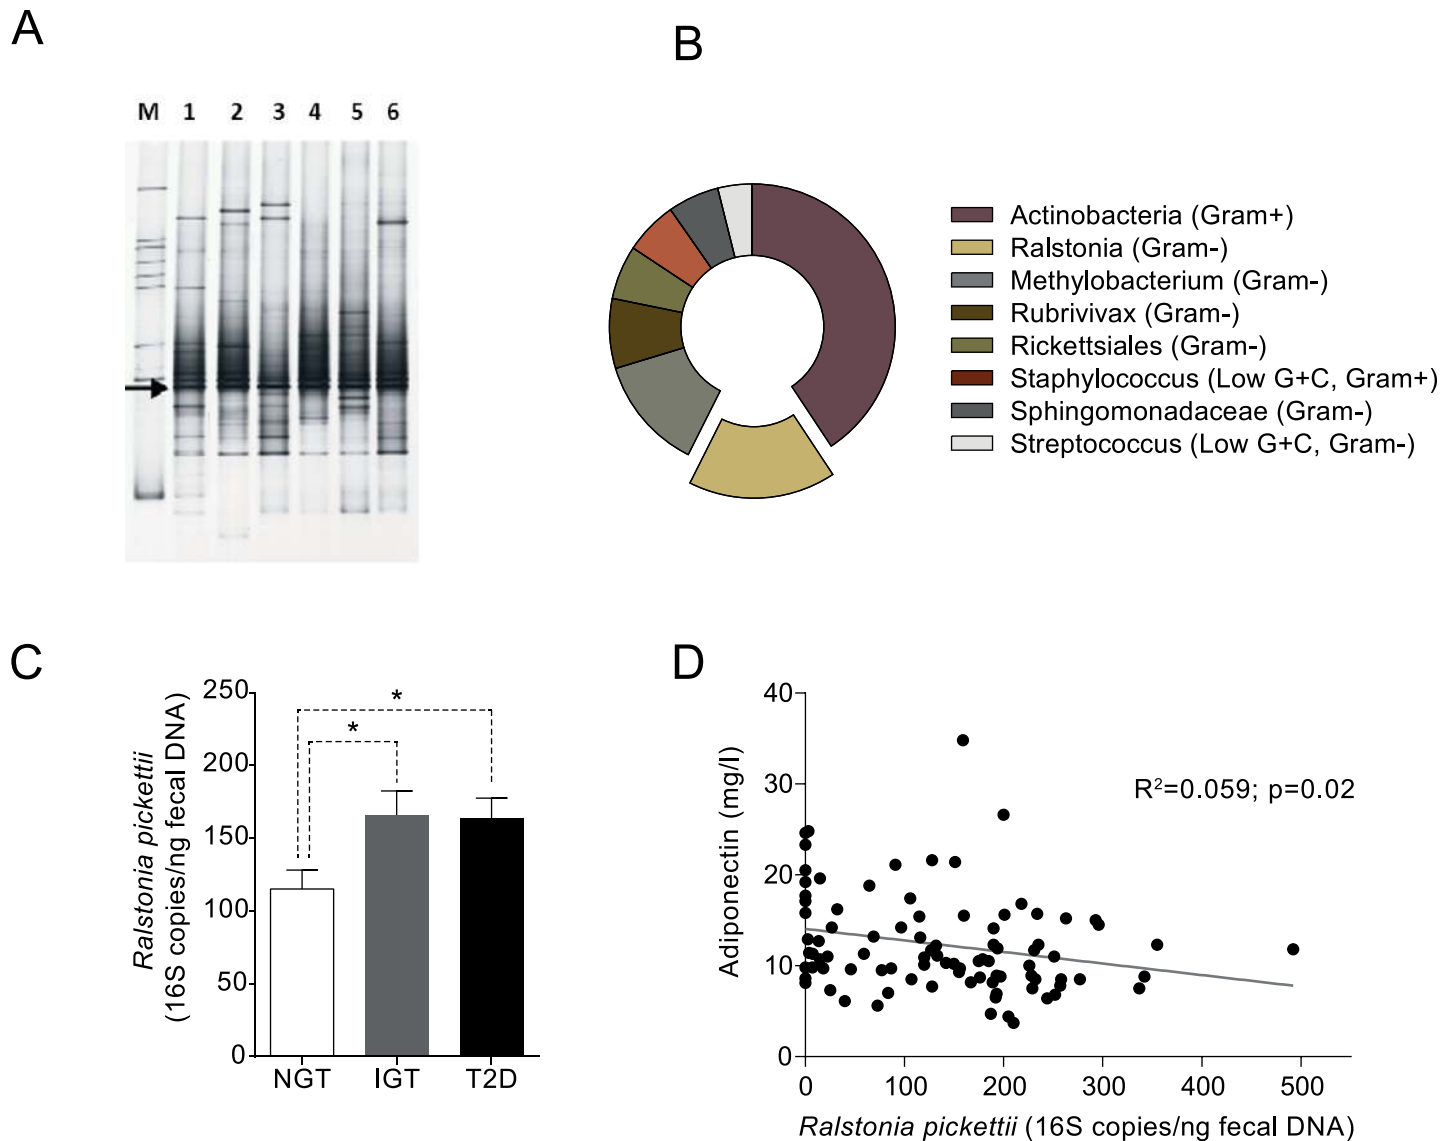 A
M 1 2 3 4 5 6
B
Actinobacteria (Gram+)
Ralstonia (Gram-)
Methylobacterium (Gram-)
Rubrivivax (Gram-)
Rickettsiales (Gram-)
Staphylococcus (Low G+C, Gram+)
Sphingomonadaceae (Gram-)
Streptococcus (Low G+C, Gram-)
C
Ralstonia pickettii
(16S copies/ng fecal DNA)
250
200
150
100
50
0
*
*
NGT IGT T2D
D
Adiponectin (mg/l)
40
30
20
10
0
R²=0.059; p=0.02
0 100 200 300 400 500
Ralstonia pickettii (16S copies/ng fecal DNA)